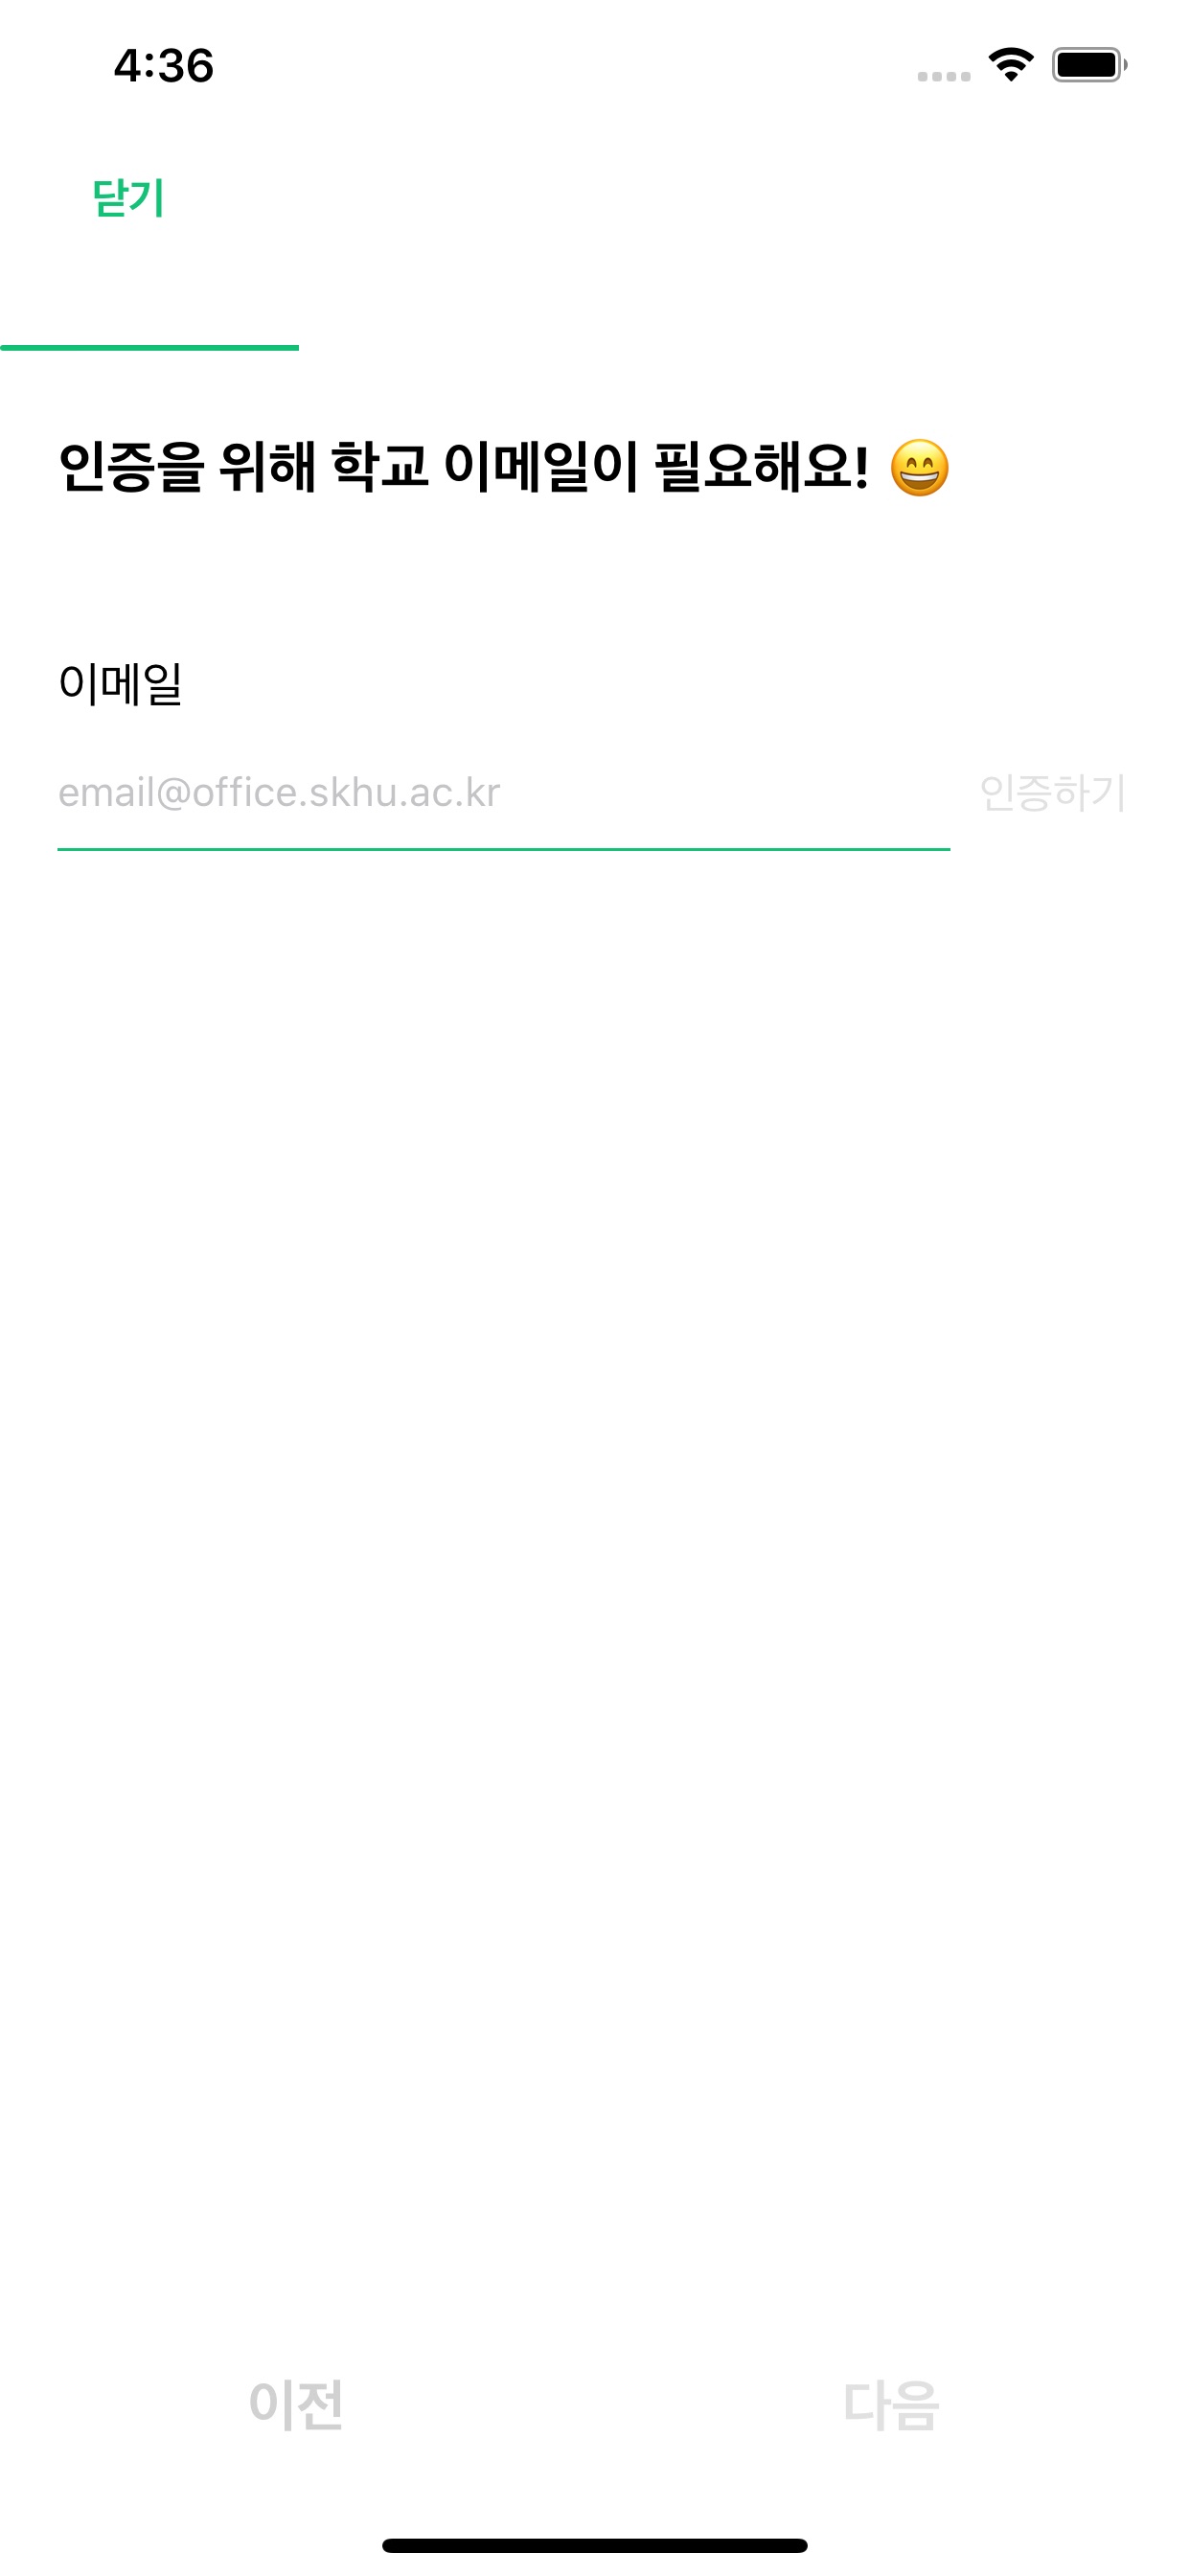 4:36
닫기
인증을 위해 학교 이메일이 필요해요! 😄
이메일
email@office.skhu.ac.kr 인증하기
이전 다음